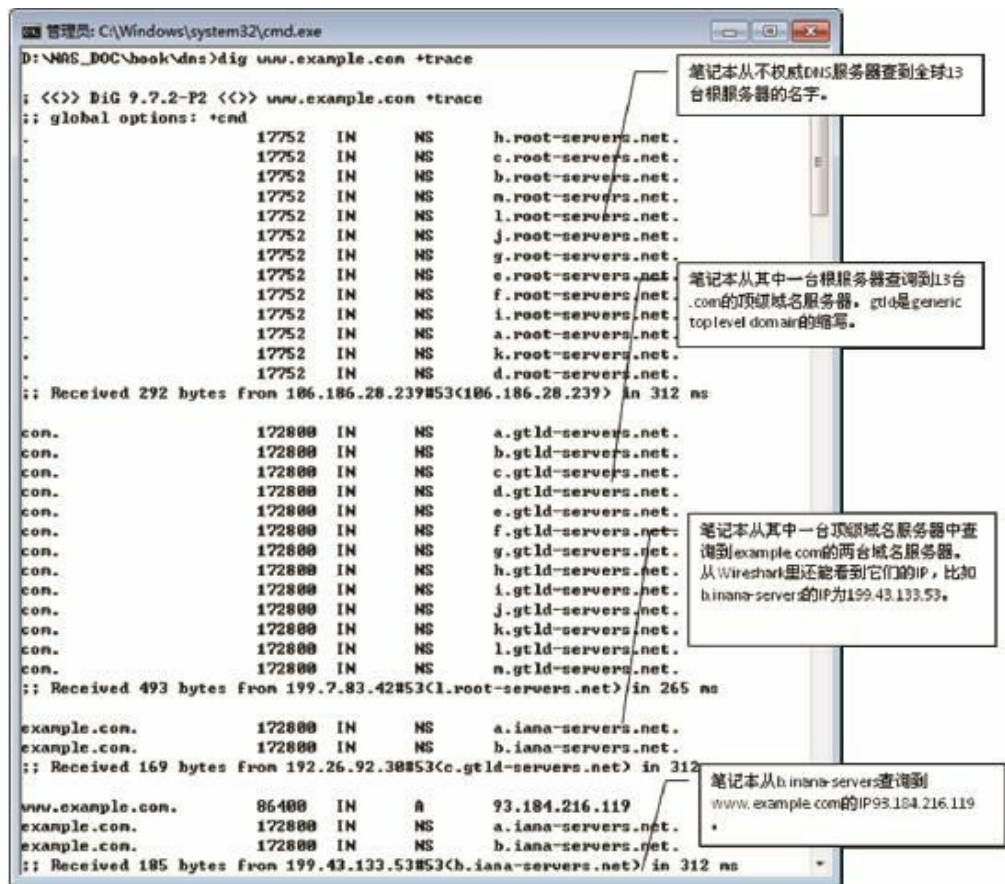 管理员: C:\Windows\system32\cmd.exe
D:\NAS_DOC\book\dns>dig www.example.com +trace
; <<>> DiG 9.7.2-P2 <<>> www.example.com +trace
;; global options: +cmd
. 17752 IN NS h.root-servers.net.
. 17752 IN NS c.root-servers.net.
. 17752 IN NS b.root-servers.net.
. 17752 IN NS m.root-servers.net.
. 17752 IN NS l.root-servers.net.
. 17752 IN NS j.root-servers.net.
. 17752 IN NS g.root-servers.net.
. 17752 IN NS e.root-servers.net.
. 17752 IN NS f.root-servers.net.
. 17752 IN NS i.root-servers.net.
. 17752 IN NS a.root-servers.net.
. 17752 IN NS k.root-servers.net.
. 17752 IN NS d.root-servers.net.
;; Received 292 bytes from 106.186.28.239#53(106.186.28.239) in 312 ms
com. 172800 IN NS a.gtld-servers.net.
com. 172800 IN NS b.gtld-servers.net.
com. 172800 IN NS c.gtld-servers.net.
com. 172800 IN NS d.gtld-servers.net.
com. 172800 IN NS e.gtld-servers.net.
com. 172800 IN NS f.gtld-servers.net.
com. 172800 IN NS g.gtld-servers.net.
com. 172800 IN NS h.gtld-servers.net.
com. 172800 IN NS i.gtld-servers.net.
com. 172800 IN NS j.gtld-servers.net.
com. 172800 IN NS k.gtld-servers.net.
com. 172800 IN NS l.gtld-servers.net.
com. 172800 IN NS m.gtld-servers.net.
;; Received 493 bytes from 199.7.83.42#53(l.root-servers.net) in 265 ms
example.com. 172800 IN NS a.iana-servers.net.
example.com. 172800 IN NS b.iana-servers.net.
;; Received 169 bytes from 192.26.92.30#53(c.gtld-servers.net) in 312
www.example.com. 86400 IN A 93.184.216.119
example.com. 172800 IN NS a.iana-servers.net.
example.com. 172800 IN NS b.iana-servers.net.
;; Received 185 bytes from 199.43.133.53#53(b.iana-servers.net) in 312 ms
笔记本从不权威DNS服务器查到全球13
台根服务器的名字。
笔记本从其中一台根服务器查询到13台
.com的顶级域名服务器。gtld是generic
top level domain的缩写。
笔记本从其中一台顶级域名服务器中查
询到example.com的两台域名服务器。
从Wireshark里还能看到它们的IP，比如
b.inana-servers的IP为199.43.133.53。
笔记本从b.inana-servers查询到
www.example.com的IP93.184.216.119
。